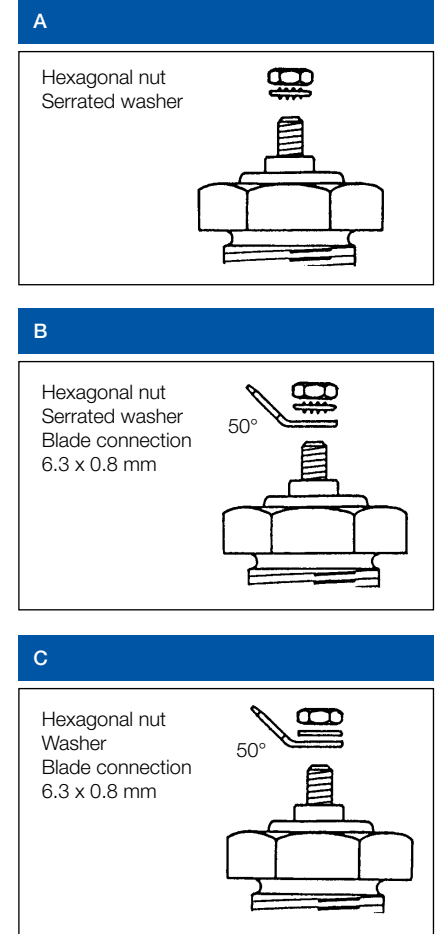 A
Hexagonal nut
Serrated washer
B
Hexagonal nut
Serrated washer
Blade connection
6.3 x 0.8 mm
50°
C
Hexagonal nut
Washer
Blade connection
6.3 x 0.8 mm
50°